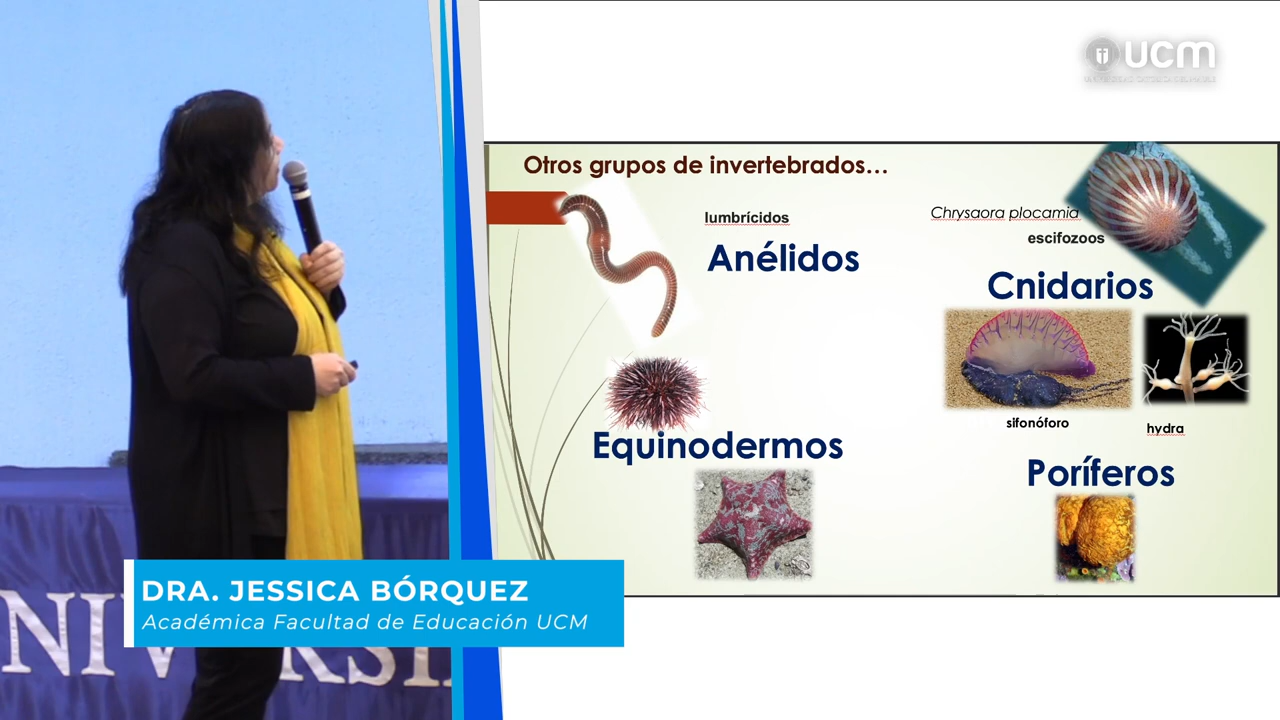 ucm
Otros grupos de invertebrados...
lumbrícidos
Anélidos
Chrysaora plocamia
escifozoos
Cnidarios
sifonóforo
hydra
Equinodermos
Poríferos
DRA. JESSICA BÓRQUEZ
Académica Facultad de Educación UCM